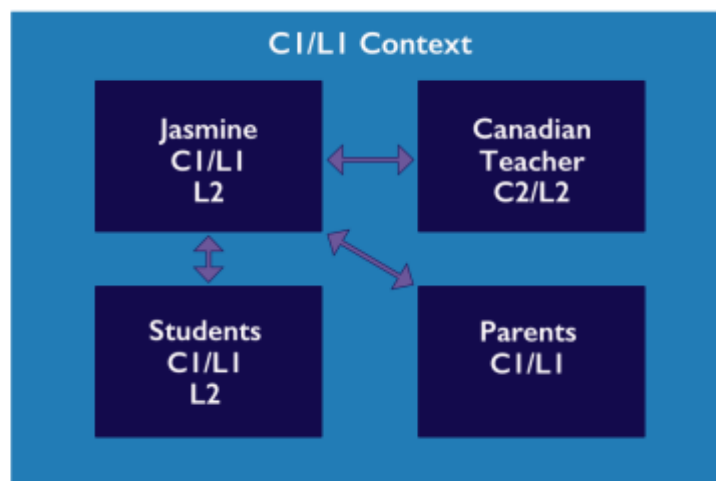 C1/L1 Context
Jasmine
C1/L1
L2
Canadian
Teacher
C2/L2
Students
C1/L1
L2
Parents
C1/L1